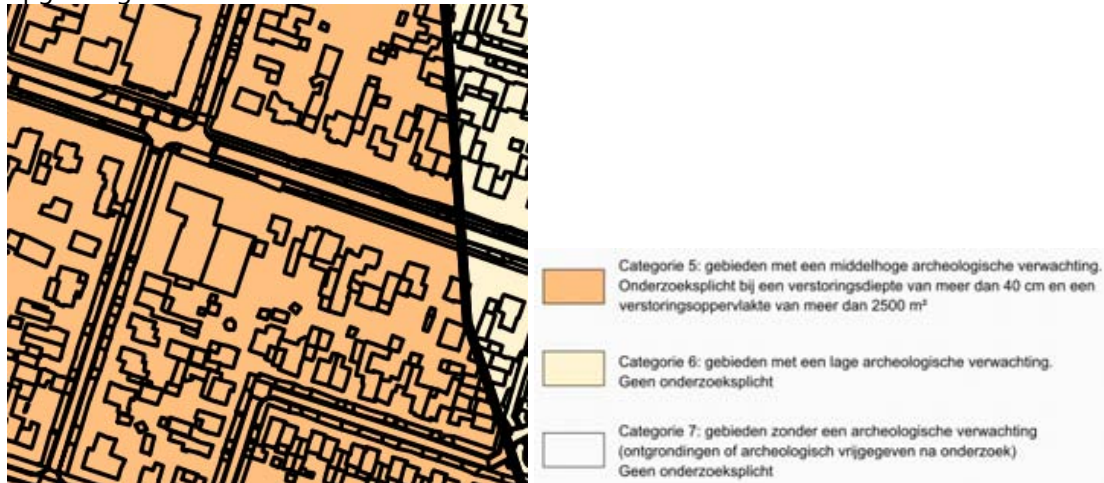 Categorie 5: gebieden met een middelhoge archeologische verwachting.
Onderzoeksplicht bij een verstoringsdiepte van meer dan 40 cm en een
verstoringsoppervlakte van meer dan 2500 m²
Categorie 6: gebieden met een lage archeologische verwachting.
Geen onderzoeksplicht
Categorie 7: gebieden zonder een archeologische verwachting
(ontgrondingen of archeologisch vrijgegeven na onderzoek)
Geen onderzoeksplicht